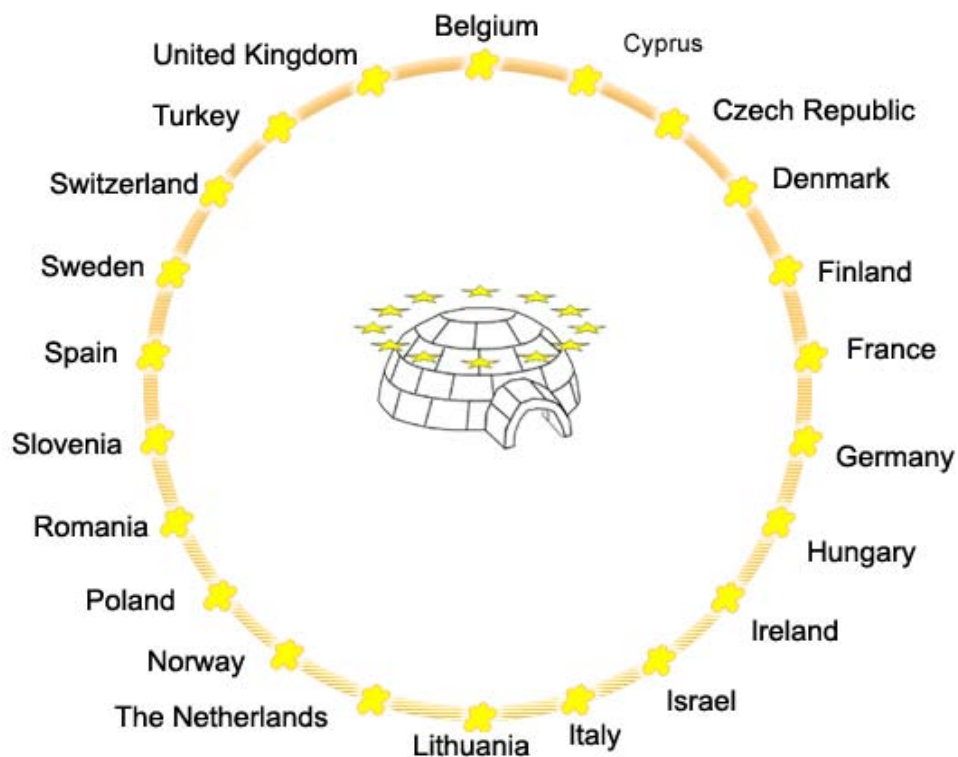 Belgium
Cyprus
Czech Republic
Denmark
Finland
France
Germany
Hungary
Ireland
Israel
Italy
Lithuania
The Netherlands
Norway
Poland
Romania
Slovenia
Spain
Sweden
Switzerland
Turkey
United Kingdom